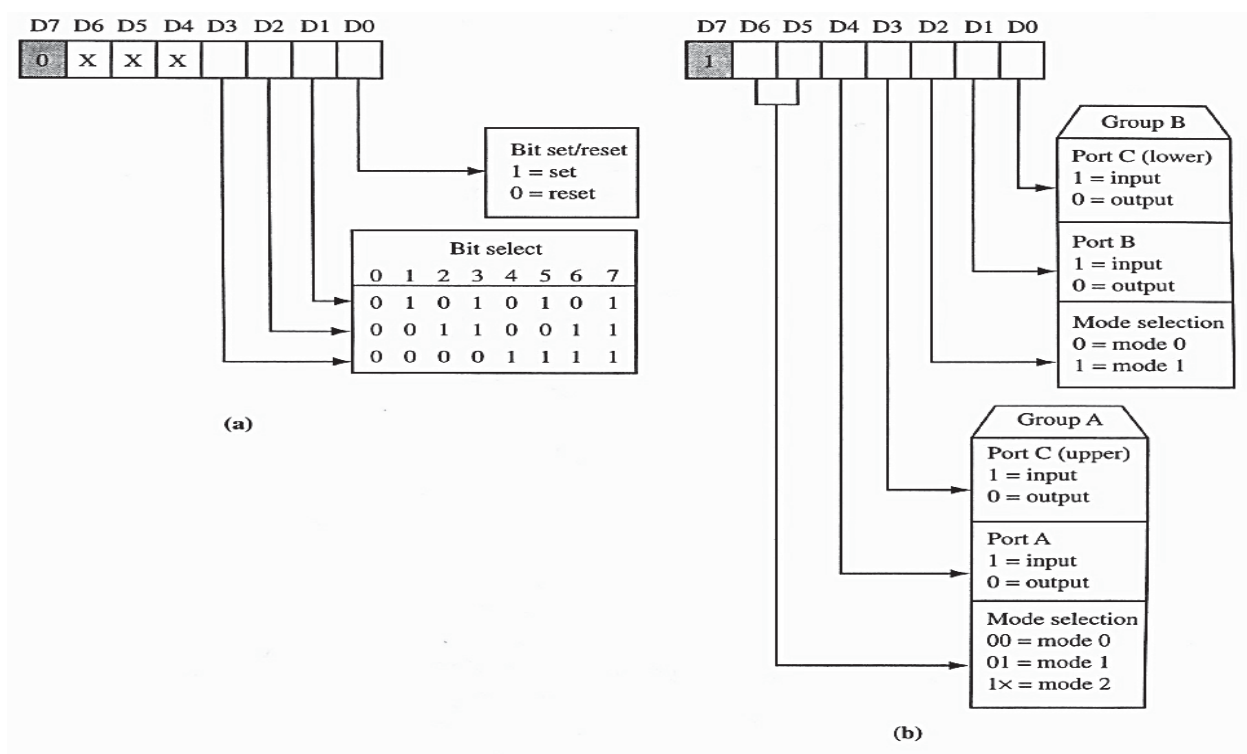 D7 D6 D5 D4 D3 D2 D1 D0
0 X X X
Bit set/reset
1 = set
0 = reset
Bit select
0 1 2 3 4 5 6 7
0 1 0 1 0 1 0 1
0 0 1 1 0 0 1 1
0 0 0 0 1 1 1 1
(a)
D7 D6 D5 D4 D3 D2 D1 D0
1
Group B
Port C (lower)
1 = input
0 = output
Port B
1 = input
0 = output
Mode selection
0 = mode 0
1 = mode 1
Group A
Port C (upper)
1 = input
0 = output
Port A
1 = input
0 = output
Mode selection
00 = mode 0
01 = mode 1
1× = mode 2
(b)